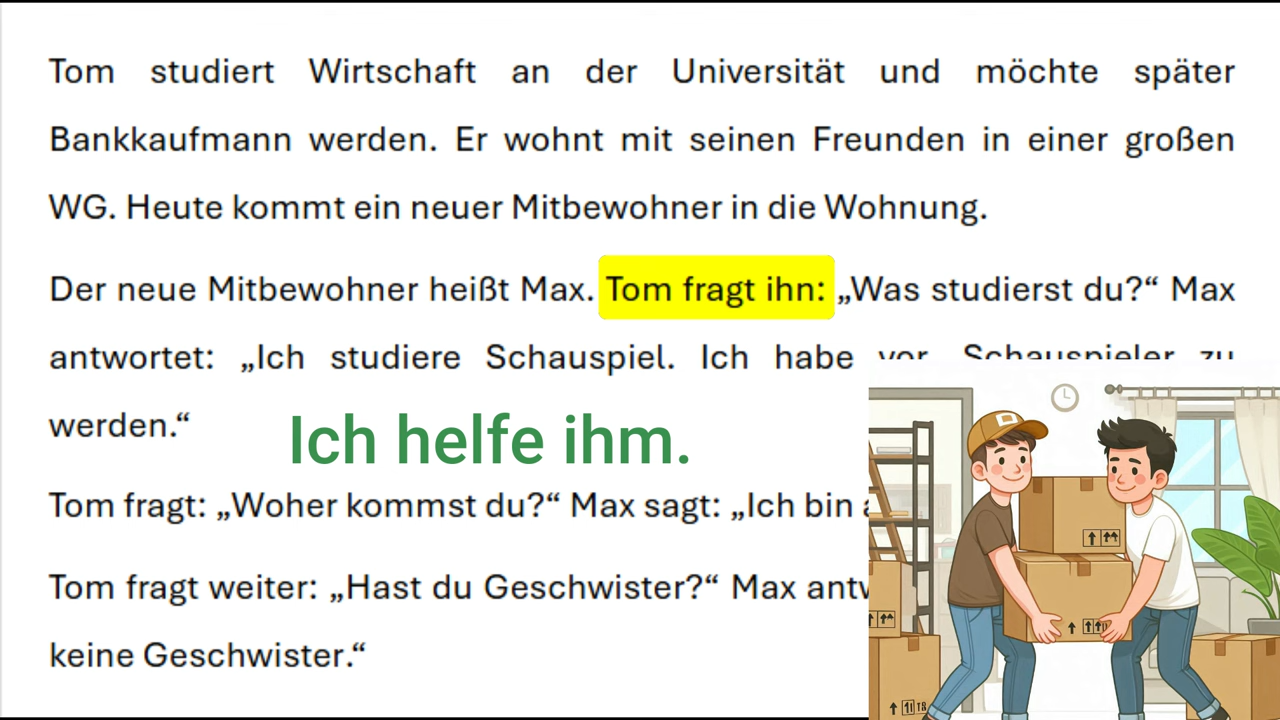 Tom studiert Wirtschaft an der Universität und möchte später
Bankkaufmann werden. Er wohnt mit seinen Freunden in einer großen
WG. Heute kommt ein neuer Mitbewohner in die Wohnung.
Der neue Mitbewohner heißt Max. Tom fragt ihn: „Was studierst du?“ Max
antwortet: „Ich studiere Schauspiel. Ich habe vor, Schauspieler zu
werden.“
Ich helfe ihm.
Tom fragt: „Woher kommst du?“ Max sagt: „Ich bin
Tom fragt weiter: „Hast du Geschwister?“ Max
keine Geschwister.“